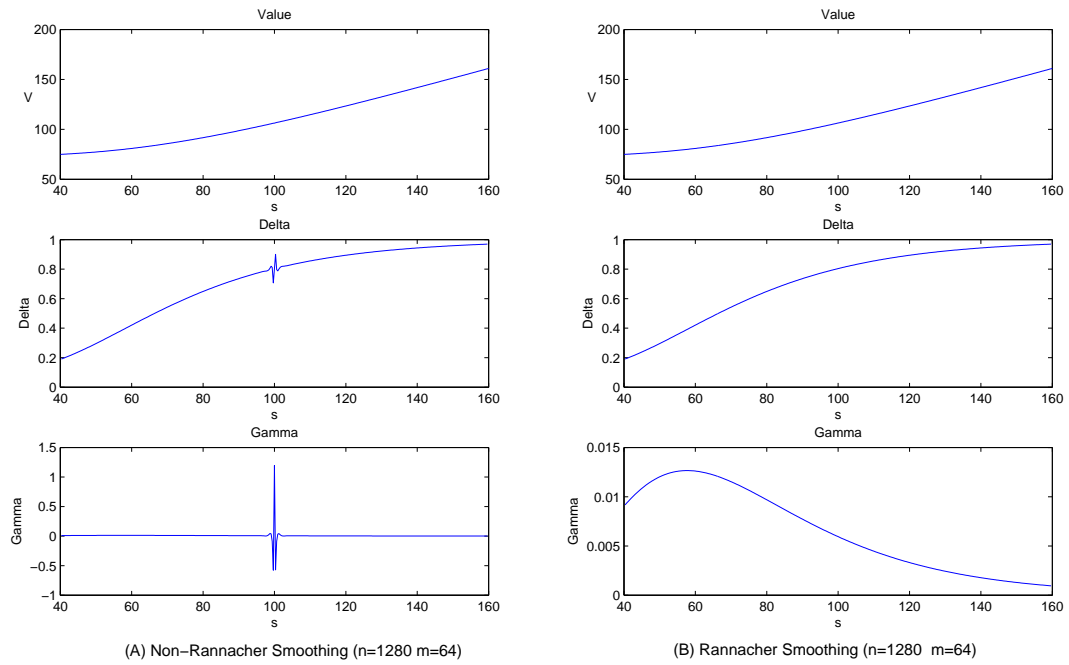 Value
200
150
V
100
50
40 60 80 100 120 140 160
s
Delta
1
0.8
0.6
Delta
0.4
0.2
0
40 60 80 100 120 140 160
s
Gamma
1.5
1
0.5
Gamma
0
−0.5
−1
40 60 80 100 120 140 160
s
(A) Non−Rannacher Smoothing (n=1280 m=64)
Value
200
150
V
100
50
40 60 80 100 120 140 160
s
Delta
1
0.8
0.6
Delta
0.4
0.2
0
40 60 80 100 120 140 160
s
Gamma
0.015
0.01
Gamma
0.005
0
40 60 80 100 120 140 160
s
(B) Rannacher Smoothing (n=1280 m=64)